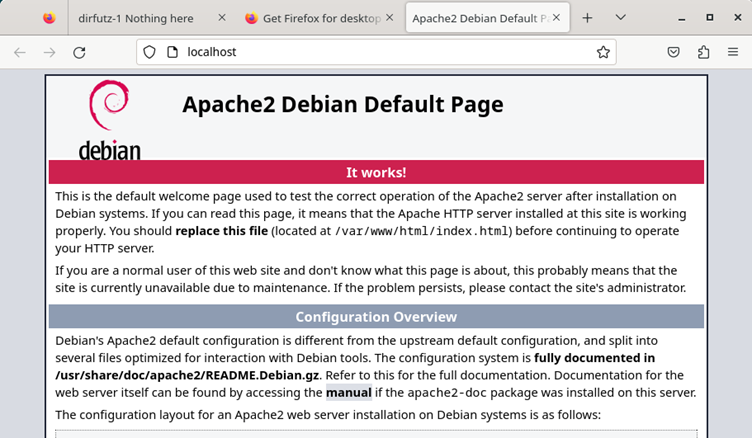 dirfutz-1 Nothing here
Get Firefox for desktop
Apache2 Debian Default P
localhost
debian
Apache2 Debian Default Page
It works!
This is the default welcome page used to test the correct operation of the Apache2 server after installation on
Debian systems. If you can read this page, it means that the Apache HTTP server installed at this site is working
properly. You should replace this file (located at /var/www/html/index.html) before continuing to operate
your HTTP server.
If you are a normal user of this web site and don't know what this page is about, this probably means that the
site is currently unavailable due to maintenance. If the problem persists, please contact the site's administrator.
Configuration Overview
Debian's Apache2 default configuration is different from the upstream default configuration, and split into
several files optimized for interaction with Debian tools. The configuration system is fully documented in
/usr/share/doc/apache2/README.Debian.gz. Refer to this for the full documentation. Documentation for the
web server itself can be found by accessing the manual if the apache2-doc package was installed on this server.
The configuration layout for an Apache2 web server installation on Debian systems is as follows: